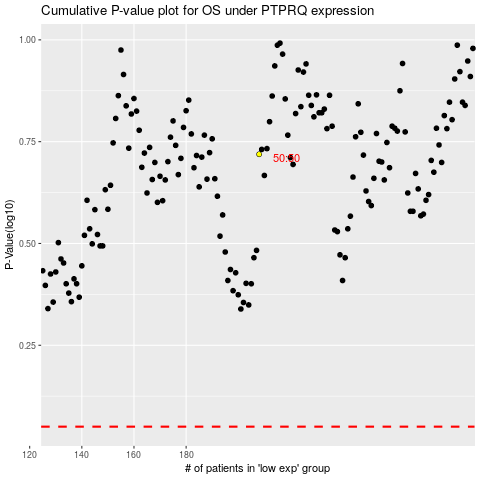 Cumulative P-value plot for OS under PTPRQ expression
P-Value(log10)
1.00
0.75
0.50
0.25
50:50
120 140 160 180
# of patients in 'low exp' group